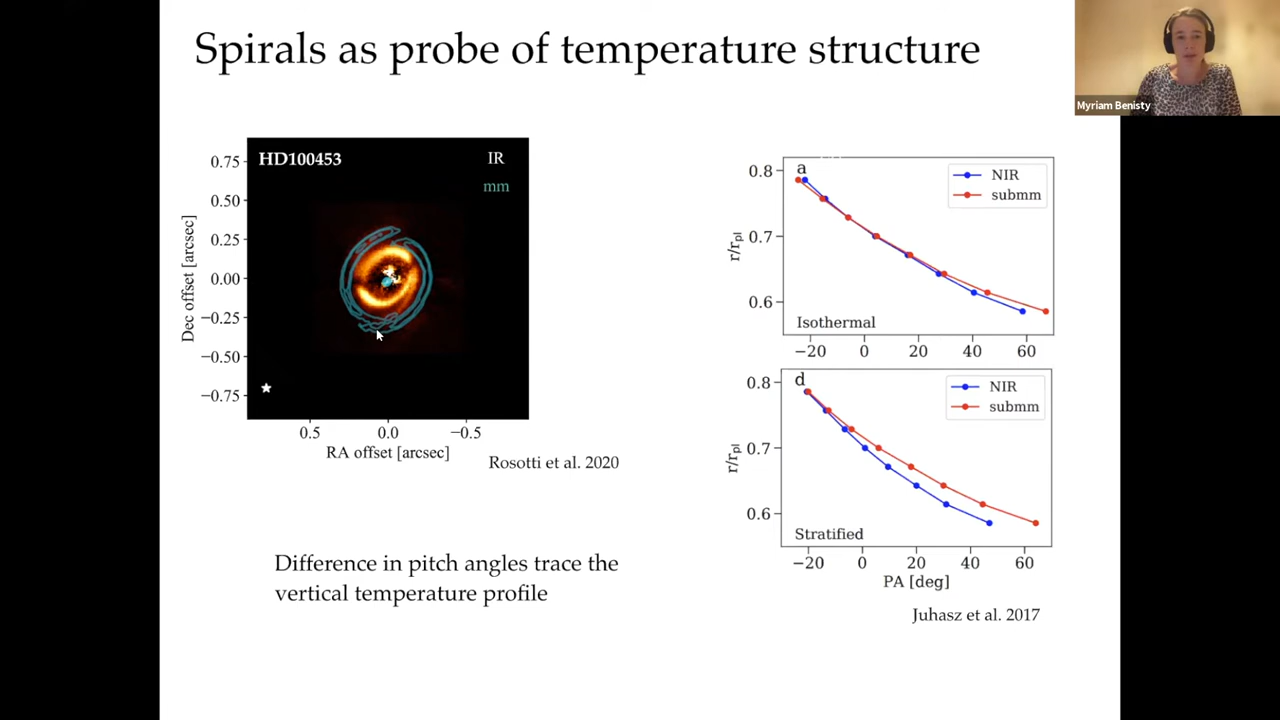 Spirals as probe of temperature structure
Myriam Benisty
HD100453
IR
mm
0.75
0.50
0.25
0.00
−0.25
−0.50
−0.75
Dec offset [arcsec]
0.5
0.0
−0.5
RA offset [arcsec]
Rosotti et al. 2020
Difference in pitch angles trace the
vertical temperature profile
a
NIR
submm
0.8
0.7
0.6
r/rpl
Isothermal
−20
0
20
40
60
d
NIR
submm
0.8
0.7
0.6
r/rpl
Stratified
−20
0
20
40
60
PA [deg]
Juhasz et al. 2017